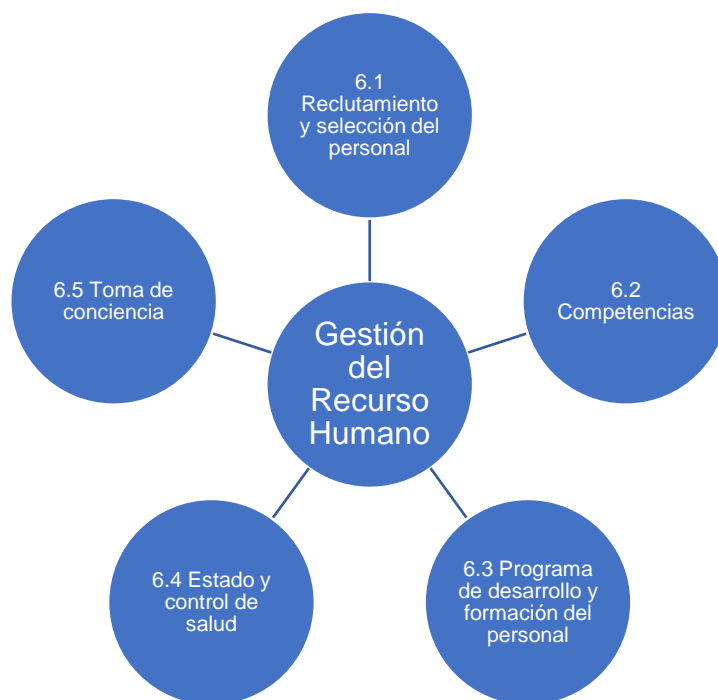 6.1
Reclutamiento
y selección del
personal
6.5 Toma de
conciencia
6.2
Competencias
Gestión
del
Recurso
Humano
6.4 Estado y
control de
salud
6.3 Programa
de desarrollo y
formación del
personal